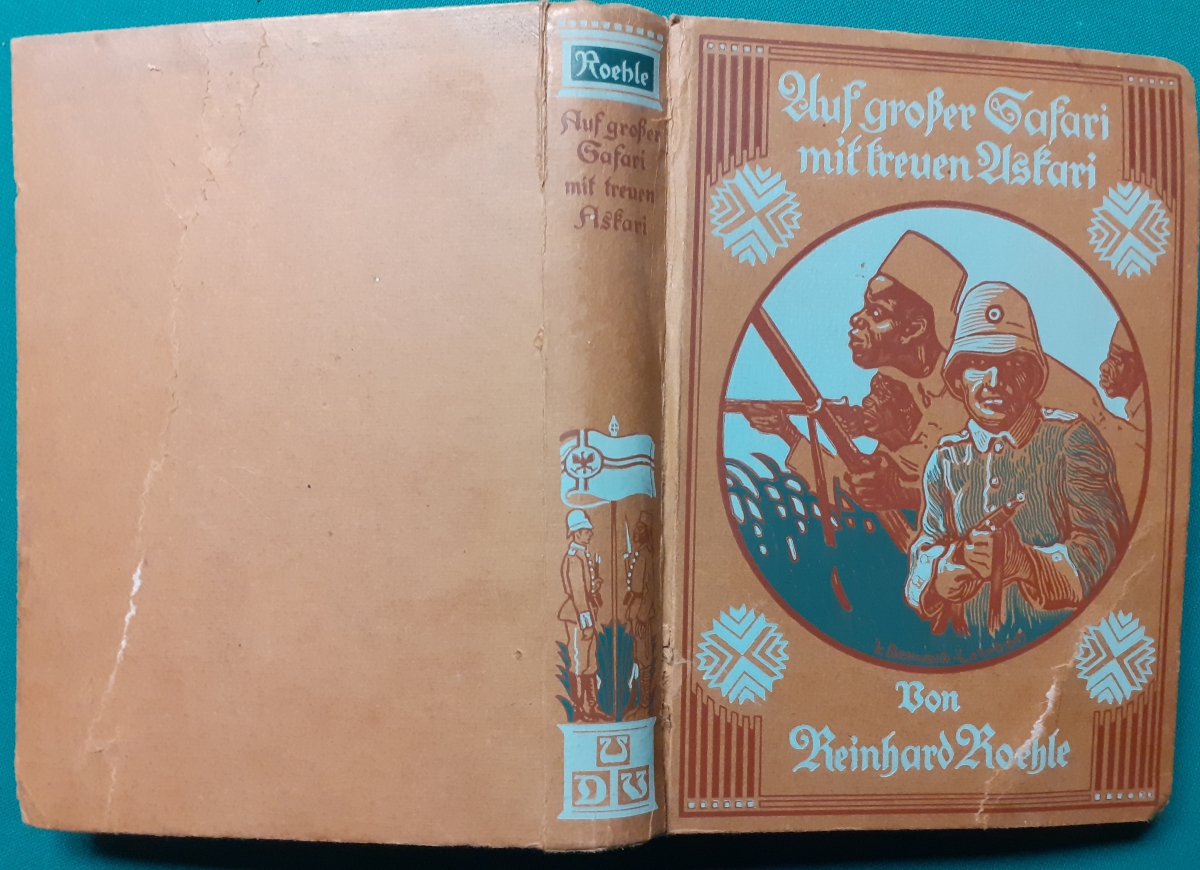 Roehle
Auf großer
Safari
mit treuen
Askari
U
D V
Auf großer Safari
mit treuen Askari
Von
Reinhard Roehle